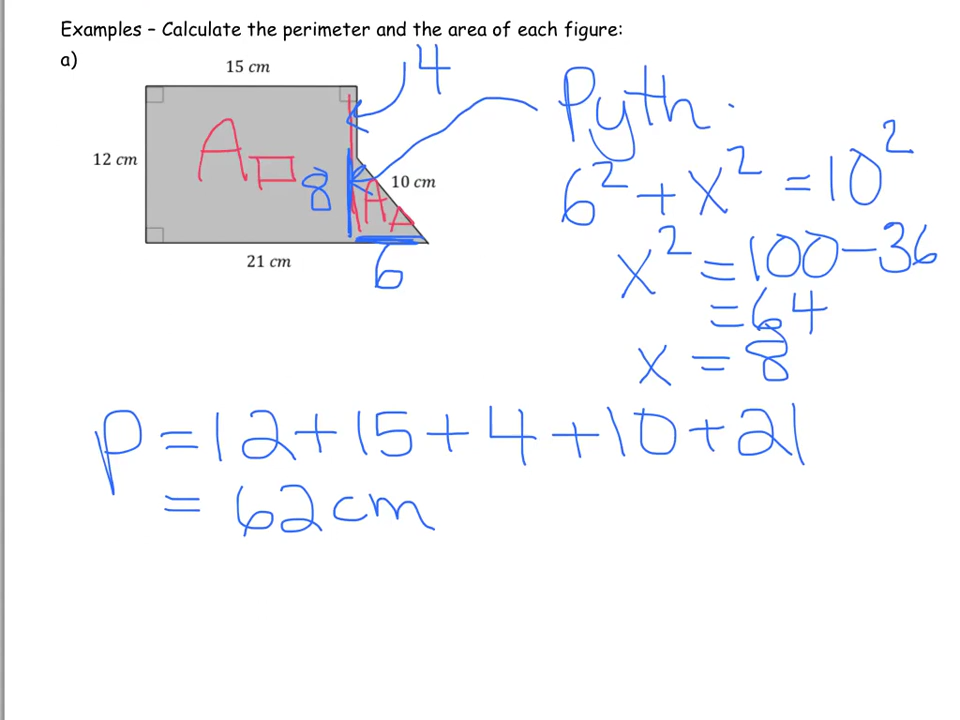 Examples – Calculate the perimeter and the area of each figure:
a)
15 cm
4
Pyth.
12 cm
A▭
8
A△
10 cm
6² + x² = 10²
21 cm
6
x² = 100 – 36
= 64
x = 8
P = 12 + 15 + 4 + 10 + 21
= 62 cm